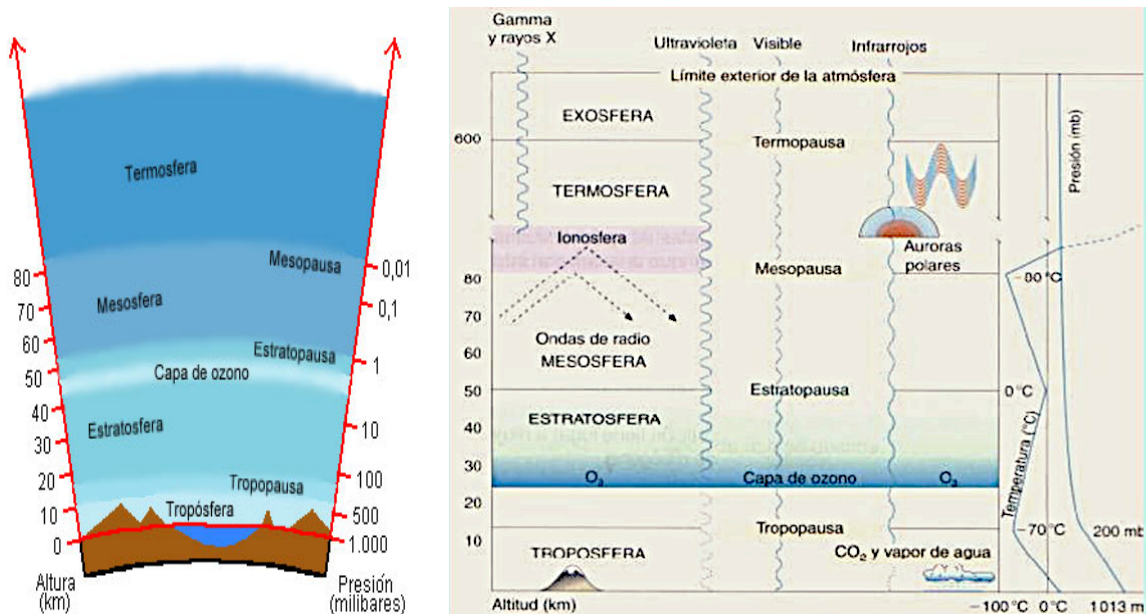 Termosfera
Mesopausa
Mesosfera
Estratopausa
Capa de ozono
Estratosfera
Tropopausa
Tropósfera
80
70
60
50
40
30
20
10
0
0,01
0,1
1
10
100
500
1.000
Altura
(km)
Presión
(milibares)
Gamma
y rayos X
Ultravioleta
Visible
Infrarrojos
Límite exterior de la atmósfera
EXOSFERA
600
Termopausa
TERMOSFERA
Presión (mb)
Ionosfera
Auroras
polares
80
Mesopausa
70
Ondas de radio
60
MESOSFERA
50
Estratopausa
0 °C
ESTRATOSFERA
40
30
O₃
Capa de ozono
O₃
20
Temperatura (°C)
Tropopausa
-70 °C
200 mb
10
TROPOSFERA
CO₂ y vapor de agua
Altitud (km)
-100 °C
0 °C
1013 m